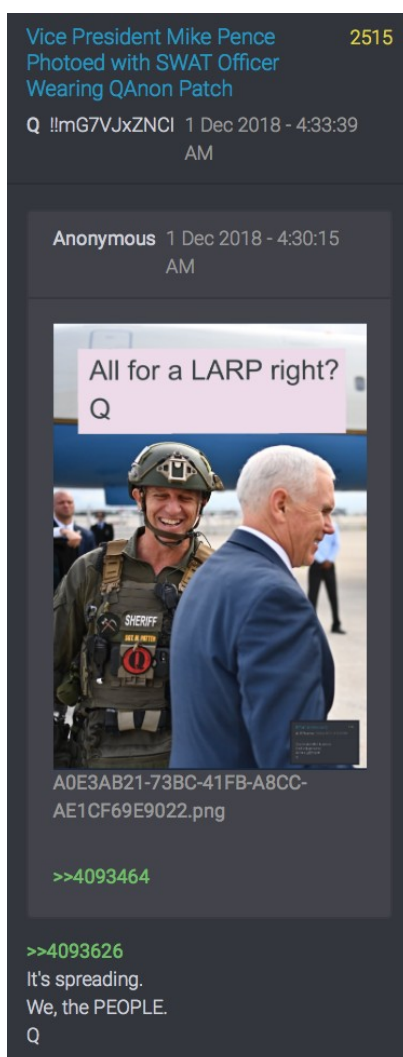 Vice President Mike Pence 2515
Photoed with SWAT Officer
Wearing QAnon Patch
Q !!mG7VJxZNCI 1 Dec 2018 - 4:33:39
AM
Anonymous 1 Dec 2018 - 4:30:15
AM
All for a LARP right?
Q
SHERIFF
A0E3AB21-73BC-41FB-A8CC-
AE1CF69E9022.png
>>4093464
>>4093626
It's spreading.
We, the PEOPLE.
Q